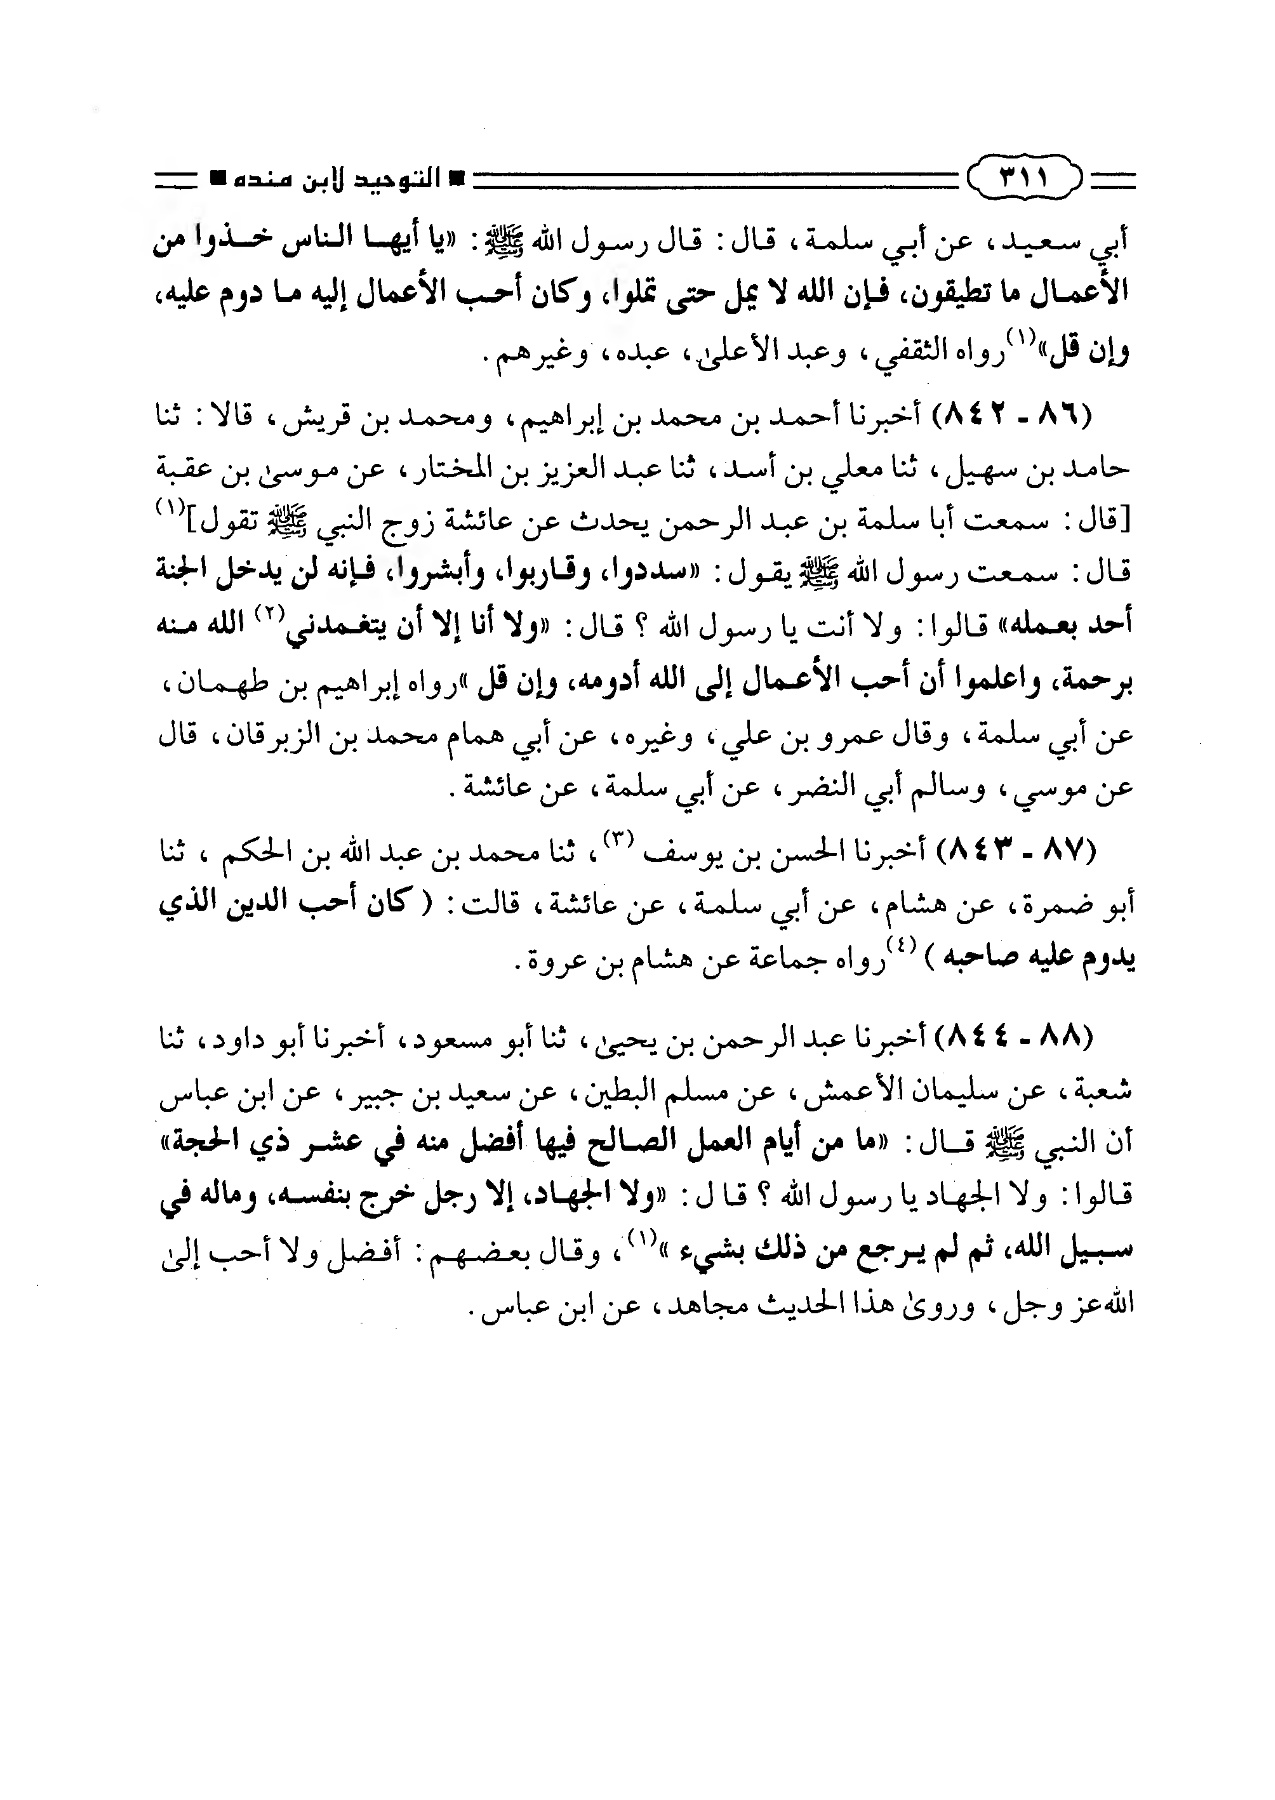 ٣١١ ■ التوحيد لابن منده ■
أبي سعيد، عن أبي سلمة، قال: قال رسول الله ﷺ: «يا أيها الناس خذوا من
الأعمال ما تطيقون، فإن الله لا يمل حتى تملوا، وكان أحب الأعمال إليه ما دوم عليه،
وإن قل»(١) رواه الثقفي، وعبد الأعلى، عبده، وغيرهم.
(٨٦ - ٨٤٢) أخبرنا أحمد بن محمد بن إبراهيم، ومحمد بن قريش، قالا: ثنا
حامد بن سهيل، ثنا معلي بن أسد، ثنا عبد العزيز بن المختار، عن موسى بن عقبة
[قال: سمعت أبا سلمة بن عبد الرحمن يحدث عن عائشة زوج النبي ﷺ تقول](١)
قال: سمعت رسول الله ﷺ يقول: «سددوا، وقاربوا، وأبشروا، فإنه لن يدخل الجنة
أحد بعمله» قالوا: ولا أنت يا رسول الله؟ قال: «ولا أنا إلا أن يتغمدني(٢) الله منه
برحمة، واعلموا أن أحب الأعمال إلى الله أدومه، وإن قل» رواه إبراهيم بن طهمان،
عن أبي سلمة، وقال عمرو بن علي، وغيره، عن أبي همام محمد بن الزبرقان، قال
عن موسي، وسالم أبي النضر، عن أبي سلمة، عن عائشة.
(٨٧ - ٨٤٣) أخبرنا الحسن بن يوسف(٣)، ثنا محمد بن عبد الله بن الحكم، ثنا
أبو ضمرة، عن هشام، عن أبي سلمة، عن عائشة، قالت: (كان أحب الدين الذي
يدوم عليه صاحبه)(٤) رواه جماعة عن هشام بن عروة.
(٨٨ - ٨٤٤) أخبرنا عبد الرحمن بن يحيى، ثنا أبو مسعود، أخبرنا أبو داود، ثنا
شعبة، عن سليمان الأعمش، عن مسلم البطين، عن سعيد بن جبير، عن ابن عباس
أن النبي ﷺ قال: «ما من أيام العمل الصالح فيها أفضل منه في عشر ذي الحجة»
قالوا: ولا الجهاد يا رسول الله؟ قال: «ولا الجهاد، إلا رجل خرج بنفسه، وماله في
سبيل الله، ثم لم يرجع من ذلك بشيء»(١)، وقال بعضهم: أفضل ولا أحب إلى
الله عز وجل، وروى هذا الحديث مجاهد، عن ابن عباس.